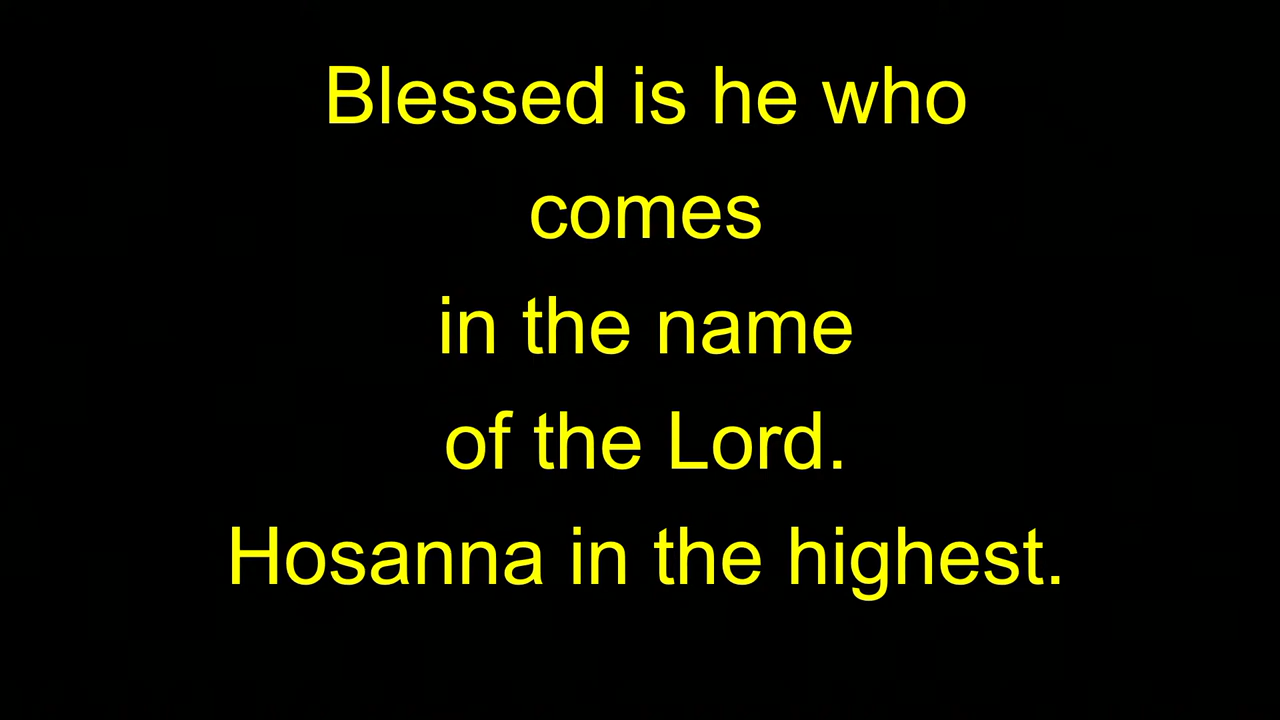 Blessed is he who
comes
in the name
of the Lord.
Hosanna in the highest.